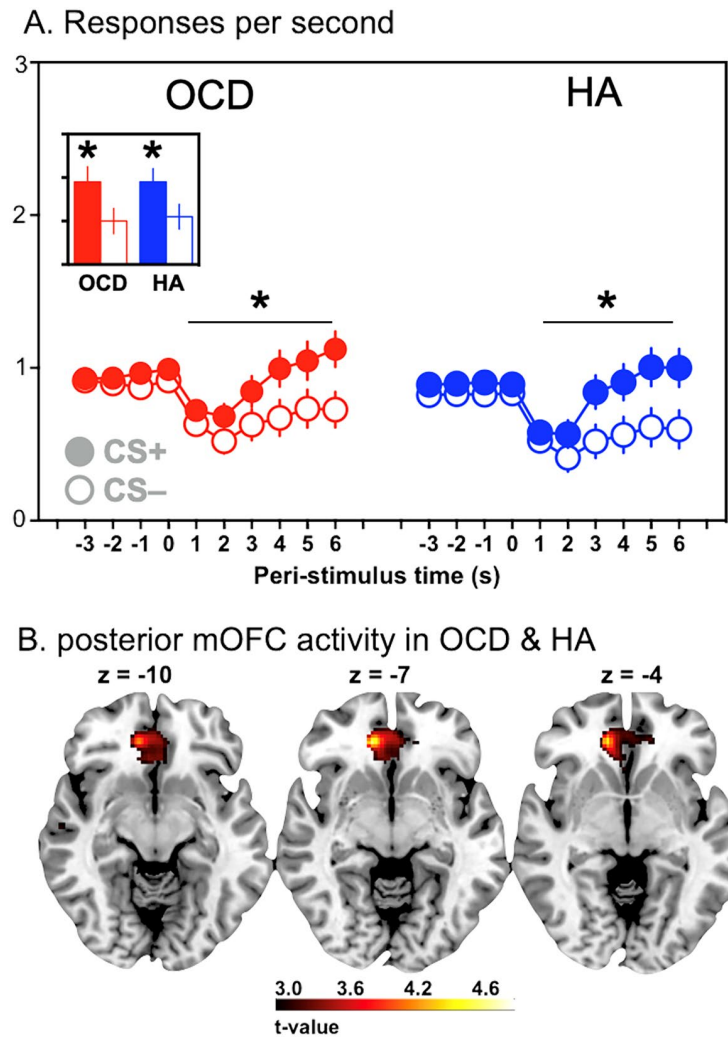 A. Responses per second
3
OCD
HA
* *
OCD HA
2
* *
1
CS+
CS–
0
-3 -2 -1 0 1 2 3 4 5 6 -3 -2 -1 0 1 2 3 4 5 6
Peri-stimulus time (s)
B. posterior mOFC activity in OCD & HA
z = -10 z = -7 z = -4
3.0 3.6 4.2 4.6
t-value